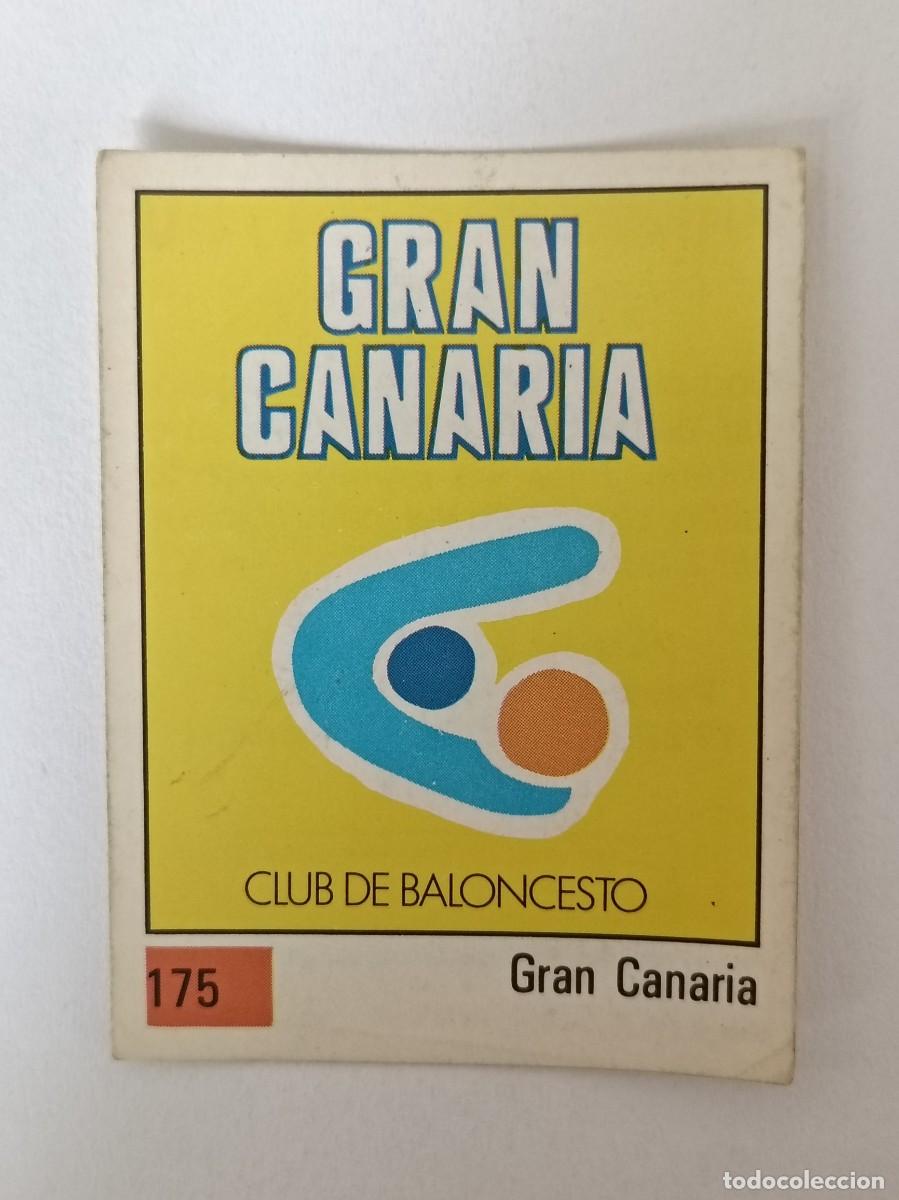 GRAN
CANARIA
CLUB DE BALONCESTO
175
Gran Canaria
todocoleccion